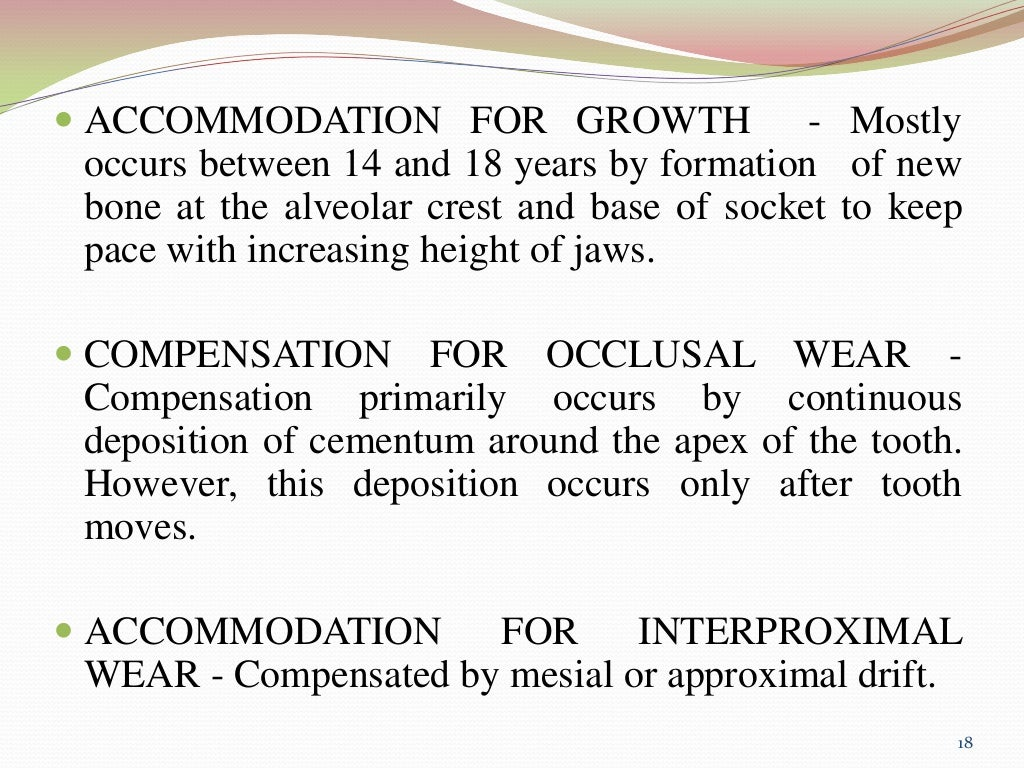 • ACCOMMODATION FOR GROWTH - Mostly
occurs between 14 and 18 years by formation of new
bone at the alveolar crest and base of socket to keep
pace with increasing height of jaws.
• COMPENSATION FOR OCCLUSAL WEAR -
Compensation primarily occurs by continuous
deposition of cementum around the apex of the tooth.
However, this deposition occurs only after tooth
moves.
• ACCOMMODATION FOR INTERPROXIMAL
WEAR - Compensated by mesial or approximal drift.
18